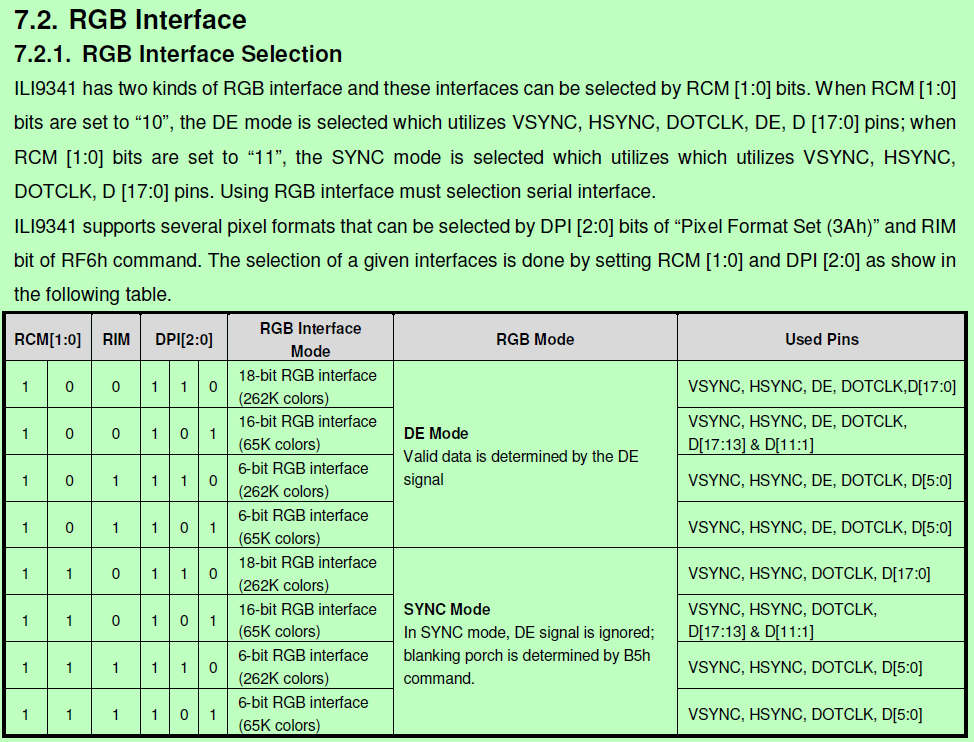 7.2. RGB Interface
7.2.1. RGB Interface Selection
ILI9341 has two kinds of RGB interface and these interfaces can be selected by RCM [1:0] bits. When RCM [1:0]
bits are set to “10”, the DE mode is selected which utilizes VSYNC, HSYNC, DOTCLK, DE, D [17:0] pins; when
RCM [1:0] bits are set to “11”, the SYNC mode is selected which utilizes which utilizes VSYNC, HSYNC,
DOTCLK, D [17:0] pins. Using RGB interface must selection serial interface.
ILI9341 supports several pixel formats that can be selected by DPI [2:0] bits of “Pixel Format Set (3Ah)” and RIM
bit of RF6h command. The selection of a given interfaces is done by setting RCM [1:0] and DPI [2:0] as show in
the following table.
RCM[1:0] RIM DPI[2:0] RGB Interface Mode RGB Mode Used Pins
1 0 0 1 1 0 18-bit RGB interface (262K colors) VSYNC, HSYNC, DE, DOTCLK,D[17:0]
1 0 0 1 0 1 16-bit RGB interface (65K colors) VSYNC, HSYNC, DE, DOTCLK, D[17:13] & D[11:1]
DE Mode
Valid data is determined by the DE
signal
1 0 1 1 1 0 6-bit RGB interface (262K colors) VSYNC, HSYNC, DE, DOTCLK, D[5:0]
1 0 1 1 0 1 6-bit RGB interface (65K colors) VSYNC, HSYNC, DE, DOTCLK, D[5:0]
1 1 0 1 1 0 18-bit RGB interface (262K colors) VSYNC, HSYNC, DOTCLK, D[17:0]
1 1 0 1 0 1 16-bit RGB interface (65K colors) VSYNC, HSYNC, DOTCLK, D[17:13] & D[11:1]
SYNC Mode
In SYNC mode, DE signal is ignored;
blanking porch is determined by B5h
command.
1 1 1 1 1 0 6-bit RGB interface (262K colors) VSYNC, HSYNC, DOTCLK, D[5:0]
1 1 1 1 0 1 6-bit RGB interface (65K colors) VSYNC, HSYNC, DOTCLK, D[5:0]